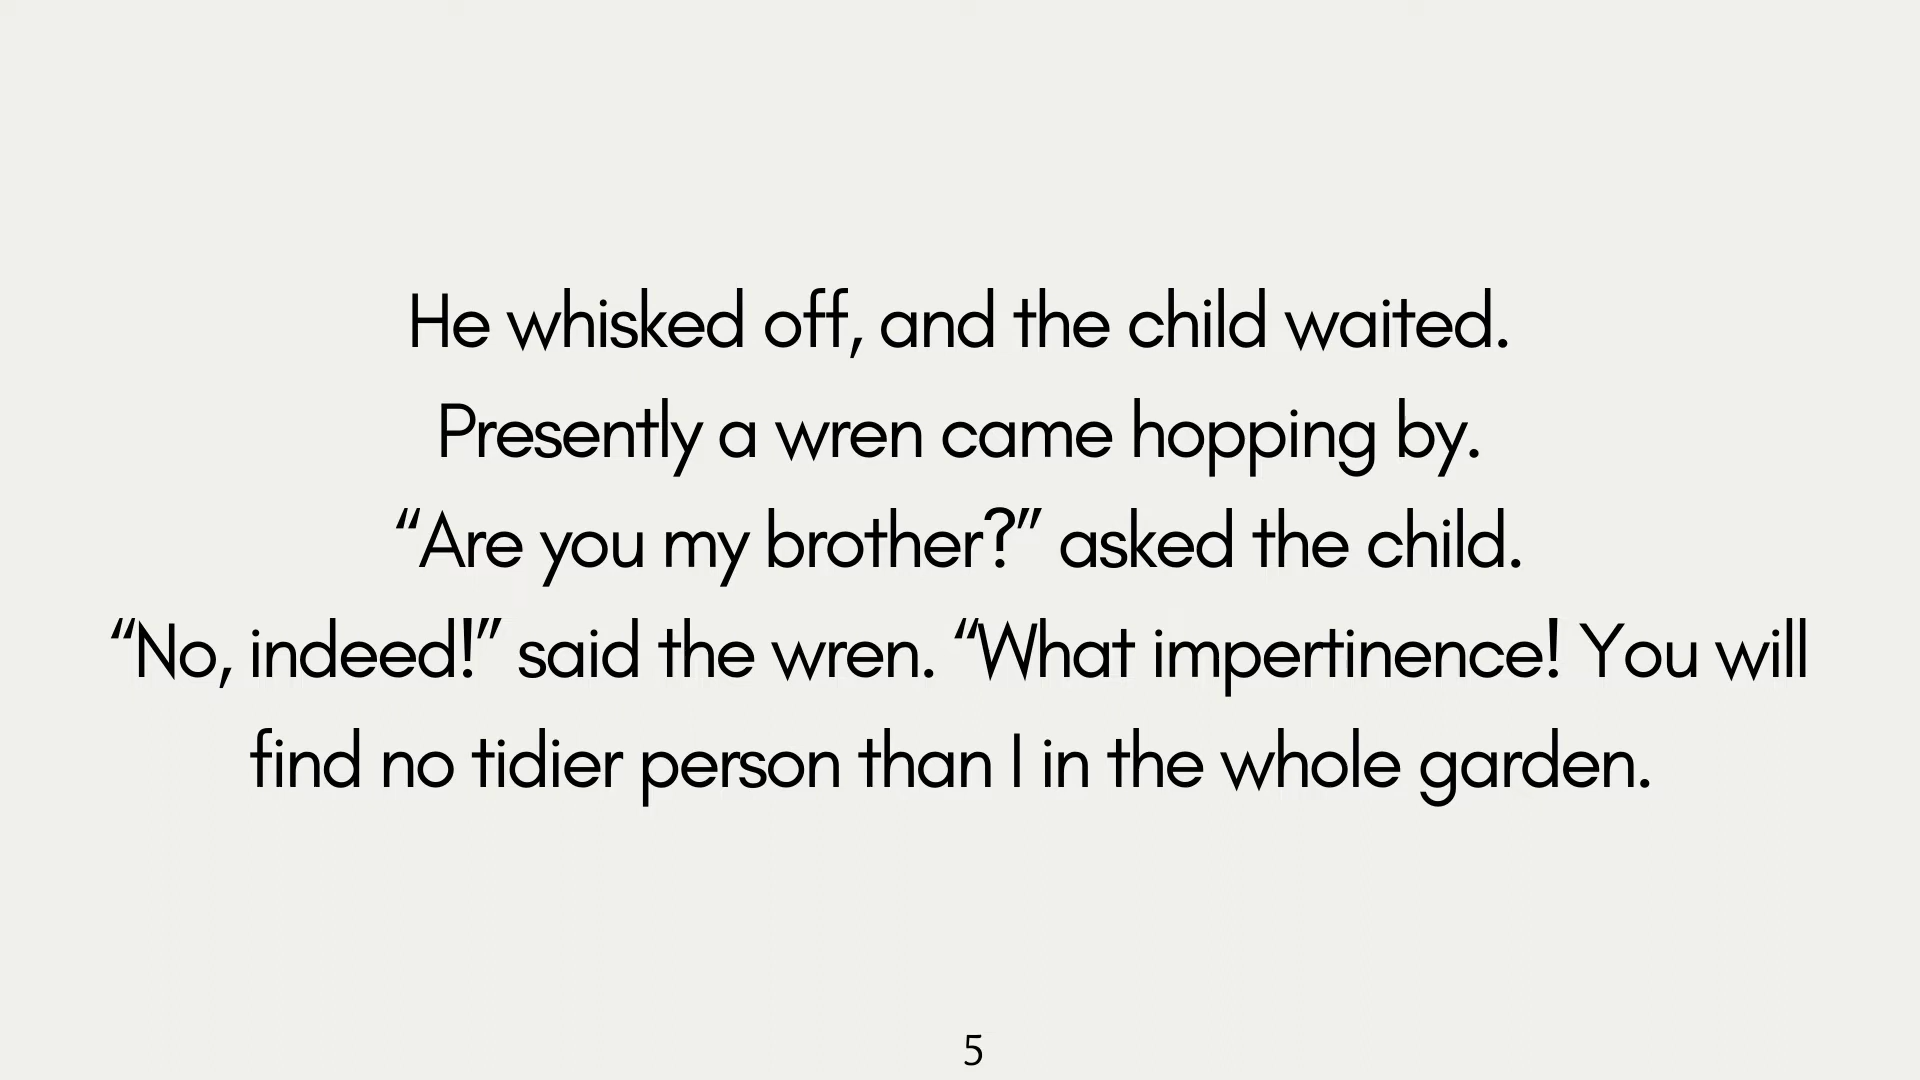 He whisked off, and the child waited.
Presently a wren came hopping by.
“Are you my brother?” asked the child.
“No, indeed!” said the wren. “What impertinence! You will
find no tidier person than I in the whole garden.
5